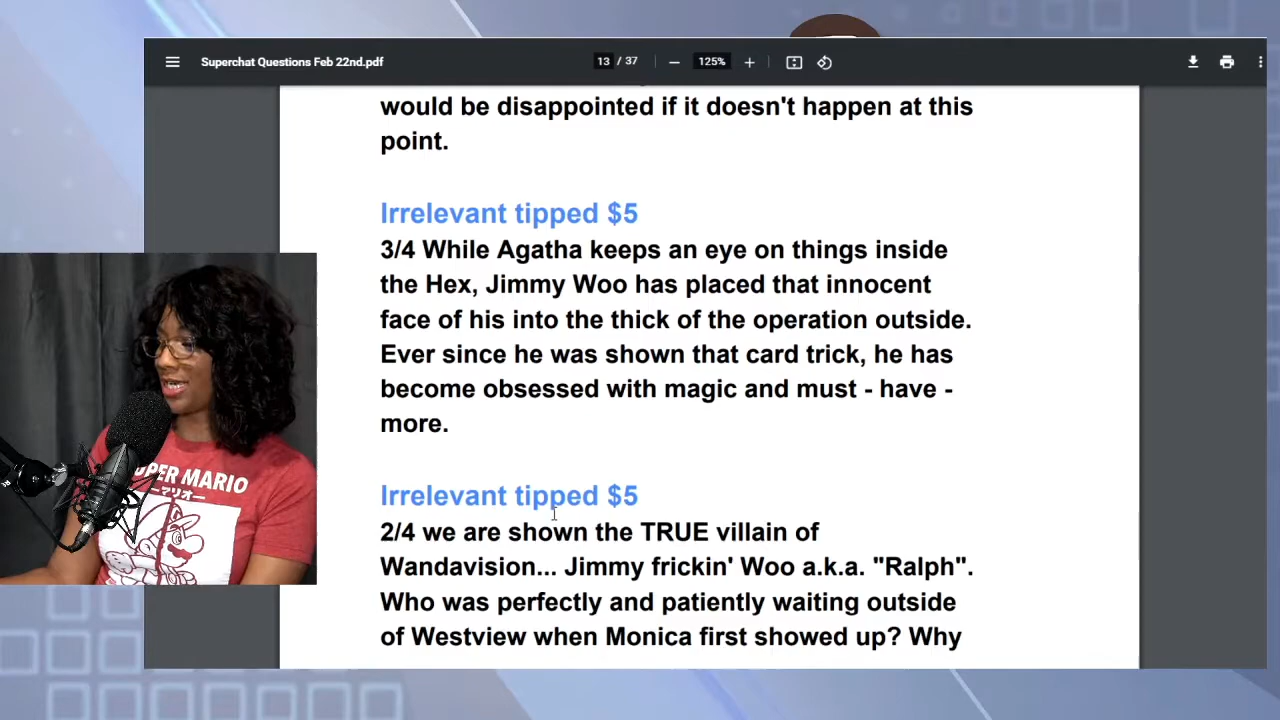 Superchat Questions Feb 22nd.pdf
13 / 37
125%
would be disappointed if it doesn't happen at this
point.
Irrelevant tipped $5
3/4 While Agatha keeps an eye on things inside
the Hex, Jimmy Woo has placed that innocent
face of his into the thick of the operation outside.
Ever since he was shown that card trick, he has
become obsessed with magic and must - have -
more.
Irrelevant tipped $5
2/4 we are shown the TRUE villain of
Wandavision... Jimmy frickin' Woo a.k.a. "Ralph".
Who was perfectly and patiently waiting outside
of Westview when Monica first showed up? Why
UPER MARIO
マリオ